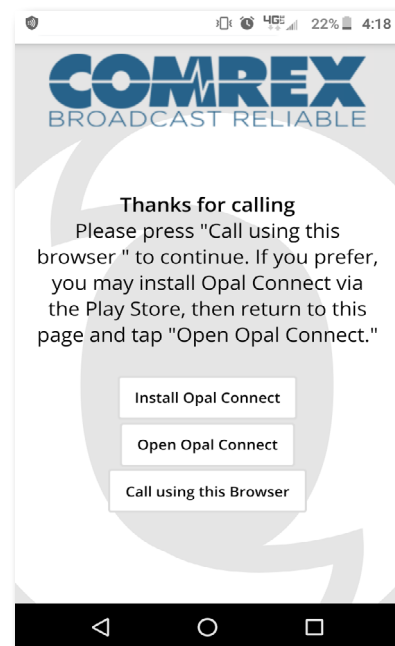 4GE 22% 4:18
COMREX
BROADCAST RELIABLE
Thanks for calling
Please press "Call using this
browser " to continue. If you prefer,
you may install Opal Connect via
the Play Store, then return to this
page and tap "Open Opal Connect."
Install Opal Connect
Open Opal Connect
Call using this Browser